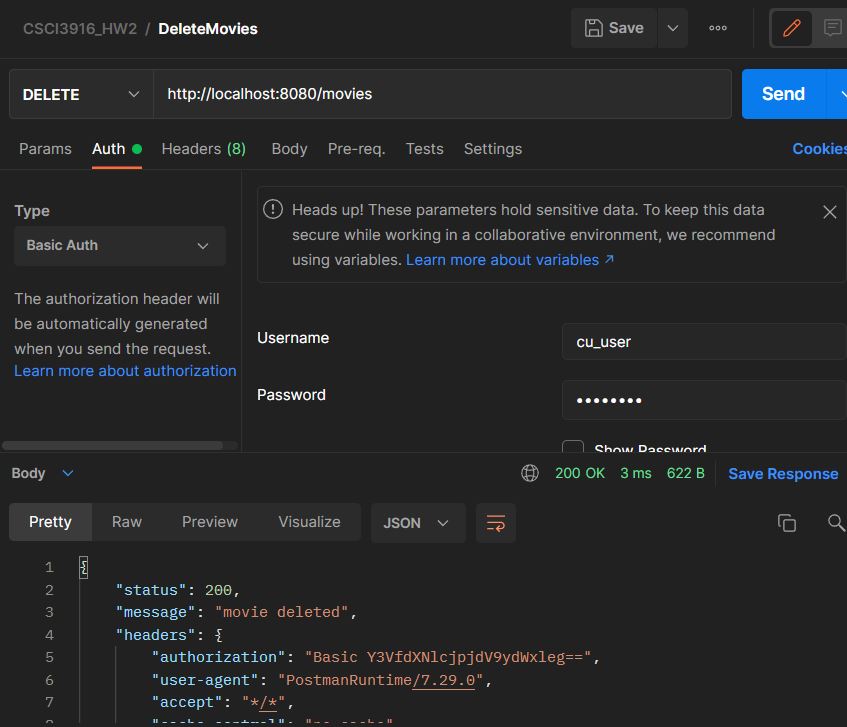 CSCI3916_HW2 / DeleteMovies Save
DELETE http://localhost:8080/movies Send
Params Auth Headers (8) Body Pre-req. Tests Settings Cookies
Type
Basic Auth
The authorization header will
be automatically generated
when you send the request.
Learn more about authorization
Heads up! These parameters hold sensitive data. To keep this data
secure while working in a collaborative environment, we recommend
using variables. Learn more about variables ↗
Username cu_user
Password ••••••••
Show Password
Body 200 OK 3 ms 622 B Save Response
Pretty Raw Preview Visualize JSON
1 {
2 "status": 200,
3 "message": "movie deleted",
4 "headers": {
5 "authorization": "Basic Y3VfdXNlcjpjdV9ydWxleg==",
6 "user-agent": "PostmanRuntime/7.29.0",
7 "accept": "*/*",
8 "cache-control": "no-cache"